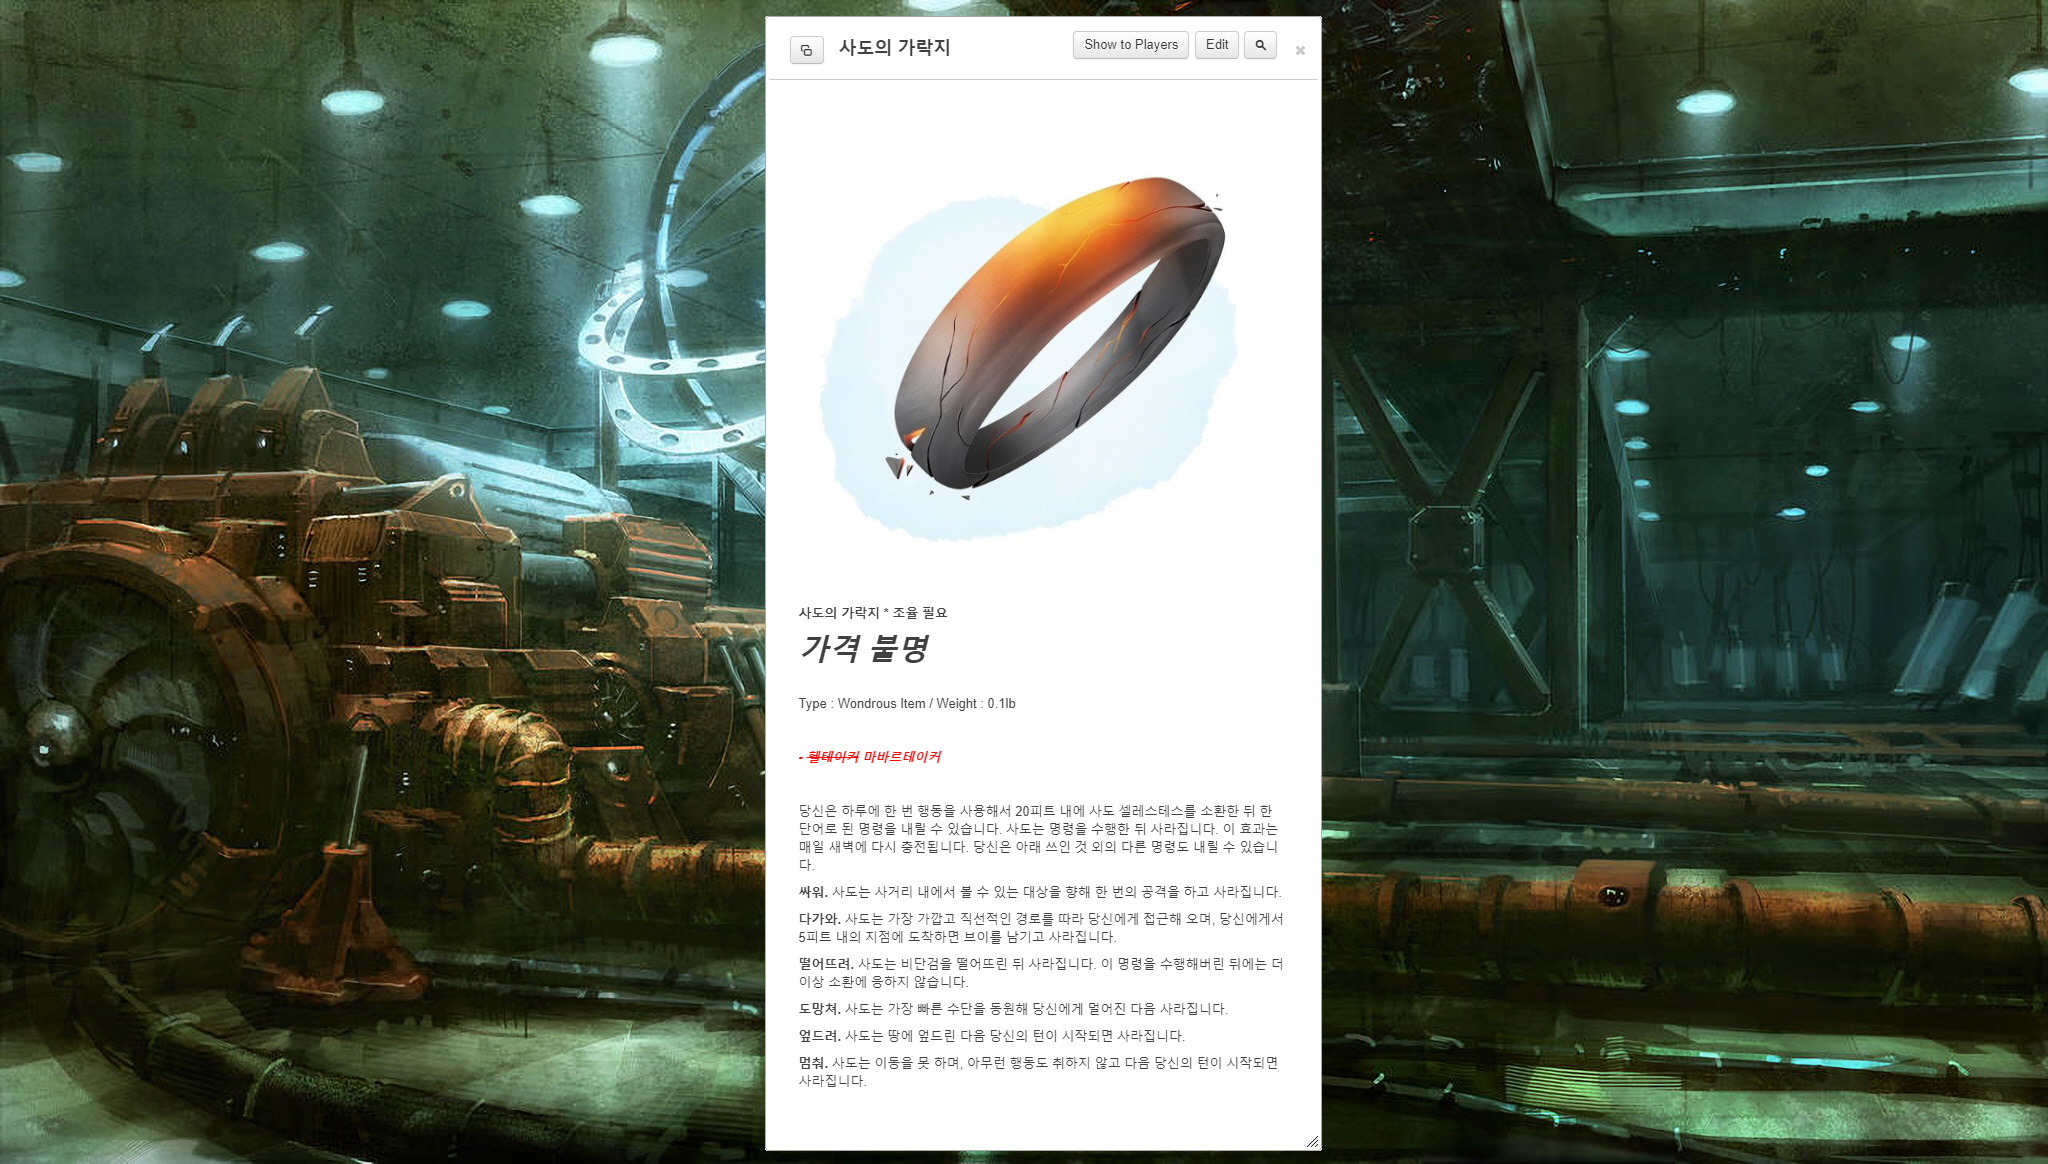 사도의 가락지
Show to Players
Edit
사도의 가락지 * 조율 필요
가격 불명
Type : Wondrous Item / Weight : 0.1lb
- 헬테이커 마바르테이커
당신은 하루에 한 번 행동을 사용해서 20피트 내에 사도 셀레스테스를 소환한 뒤 한
단어로 된 명령을 내릴 수 있습니다. 사도는 명령을 수행한 뒤 사라집니다. 이 효과는
매일 새벽에 다시 충전됩니다. 당신은 아래 쓰인 것 외의 다른 명령도 내릴 수 있습니
다.
싸워. 사도는 사거리 내에서 볼 수 있는 대상을 향해 한 번의 공격을 하고 사라집니다.
다가와. 사도는 가장 가깝고 직선적인 경로를 따라 당신에게 접근해 오며, 당신에게서
5피트 내의 지점에 도착하면 브이를 남기고 사라집니다.
떨어뜨려. 사도는 비단검을 떨어뜨린 뒤 사라집니다. 이 명령을 수행해버린 뒤에는 더
이상 소환에 응하지 않습니다.
도망쳐. 사도는 가장 빠른 수단을 동원해 당신에게 멀어진 다음 사라집니다.
엎드려. 사도는 땅에 엎드린 다음 당신의 턴이 시작되면 사라집니다.
멈춰. 사도는 이동을 못 하며, 아무런 행동도 취하지 않고 다음 당신의 턴이 시작되면
사라집니다.